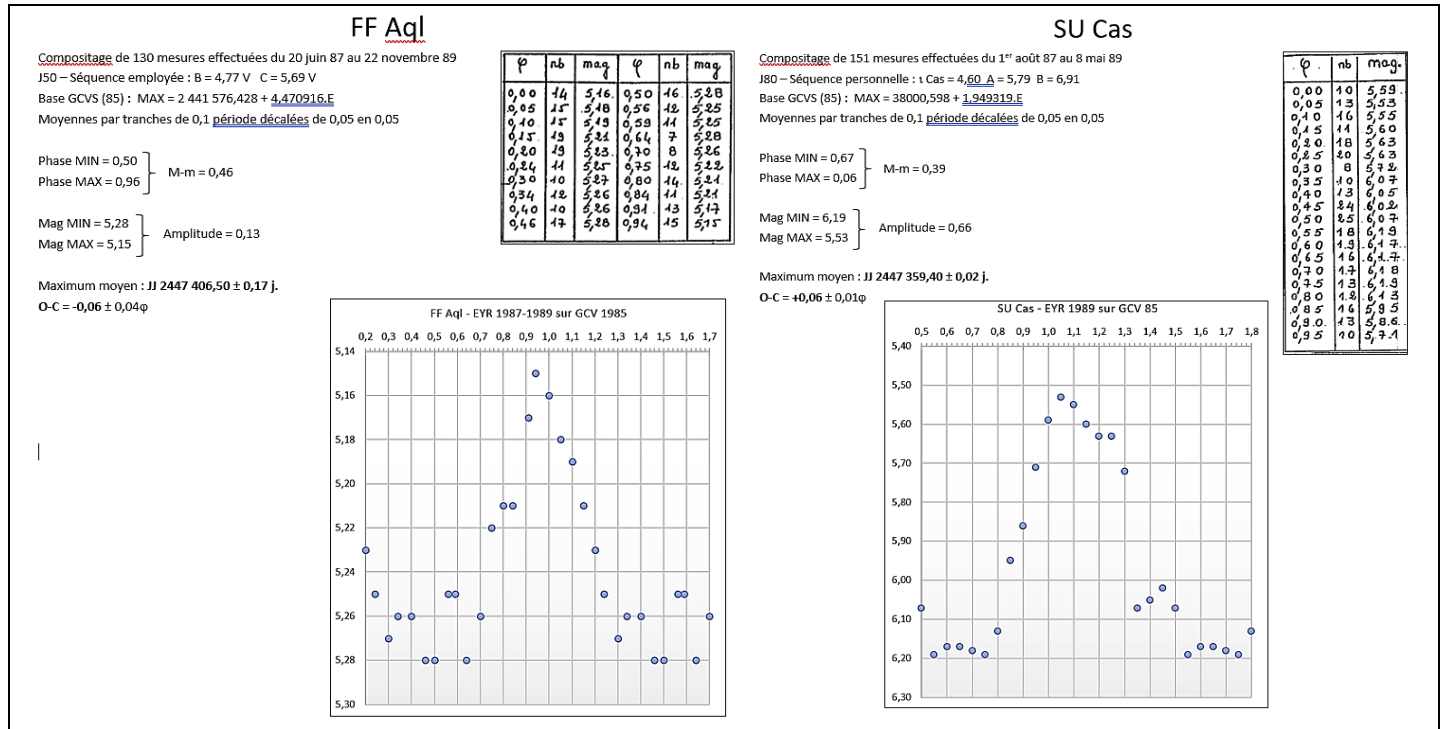 FF Aql
Compositage de 130 mesures effectuées du 20 juin 87 au 22 novembre 89
J50 – Séquence employée : B = 4,77 V C = 5,69 V
Base GCVS (85) : MAX = 2 441 576,428 + 4,470916.E
Moyennes par tranches de 0,1 période décalées de 0,05 en 0,05
Phase MIN = 0,50
Phase MAX = 0,96
M-m = 0,46
Mag MIN = 5,28
Mag MAX = 5,15
Amplitude = 0,13
Maximum moyen : JJ 2447 406,50 ± 0,17 j.
O-C = -0,06 ± 0,04φ
φ nb mag φ nb mag
0,00 14 5,16 0,50 16 5,28
0,05 15 5,18 0,56 12 5,25
0,10 15 5,19 0,59 11 5,25
0,15 19 5,21 0,64 7 5,28
0,20 19 5,23 0,70 8 5,26
0,24 11 5,25 0,75 12 5,22
0,30 10 5,27 0,80 14 5,21
0,34 12 5,26 0,84 11 5,21
0,40 10 5,26 0,91 13 5,17
0,46 17 5,28 0,94 15 5,15
FF Aql - EYR 1987-1989 sur GCV 1985
0,2 0,3 0,4 0,5 0,6 0,7 0,8 0,9 1,0 1,1 1,2 1,3 1,4 1,5 1,6 1,7
5,14
5,16
5,18
5,20
5,22
5,24
5,26
5,28
5,30
SU Cas
Compositage de 151 mesures effectuées du 1er août 87 au 8 mai 89
J80 – Séquence personnelle : ι Cas = 4,60 A = 5,79 B = 6,91
Base GCVS (85) : MAX = 38000,598 + 1,949319.E
Moyennes par tranches de 0,1 période décalées de 0,05 en 0,05
Phase MIN = 0,67
Phase MAX = 0,06
M-m = 0,39
Mag MIN = 6,19
Mag MAX = 5,53
Amplitude = 0,66
Maximum moyen : JJ 2447 359,40 ± 0,02 j.
O-C = +0,06 ± 0,01φ
φ nb mag.
0,00 10 5,59
0,05 13 5,53
0,10 16 5,55
0,15 11 5,60
0,20 18 5,63
0,25 20 5,63
0,30 8 5,72
0,35 10 6,07
0,40 13 6,05
0,45 24 6,02
0,50 25 6,07
0,55 18 6,19
0,60 19 6,17
0,65 16 6,17
0,70 17 6,18
0,75 13 6,19
0,80 12 6,13
0,85 16 5,95
0,90 13 5,86
0,95 10 5,71
SU Cas - EYR 1989 sur GCV 85
0,5 0,6 0,7 0,8 0,9 1,0 1,1 1,2 1,3 1,4 1,5 1,6 1,7 1,8
5,40
5,50
5,60
5,70
5,80
5,90
6,00
6,10
6,20
6,30